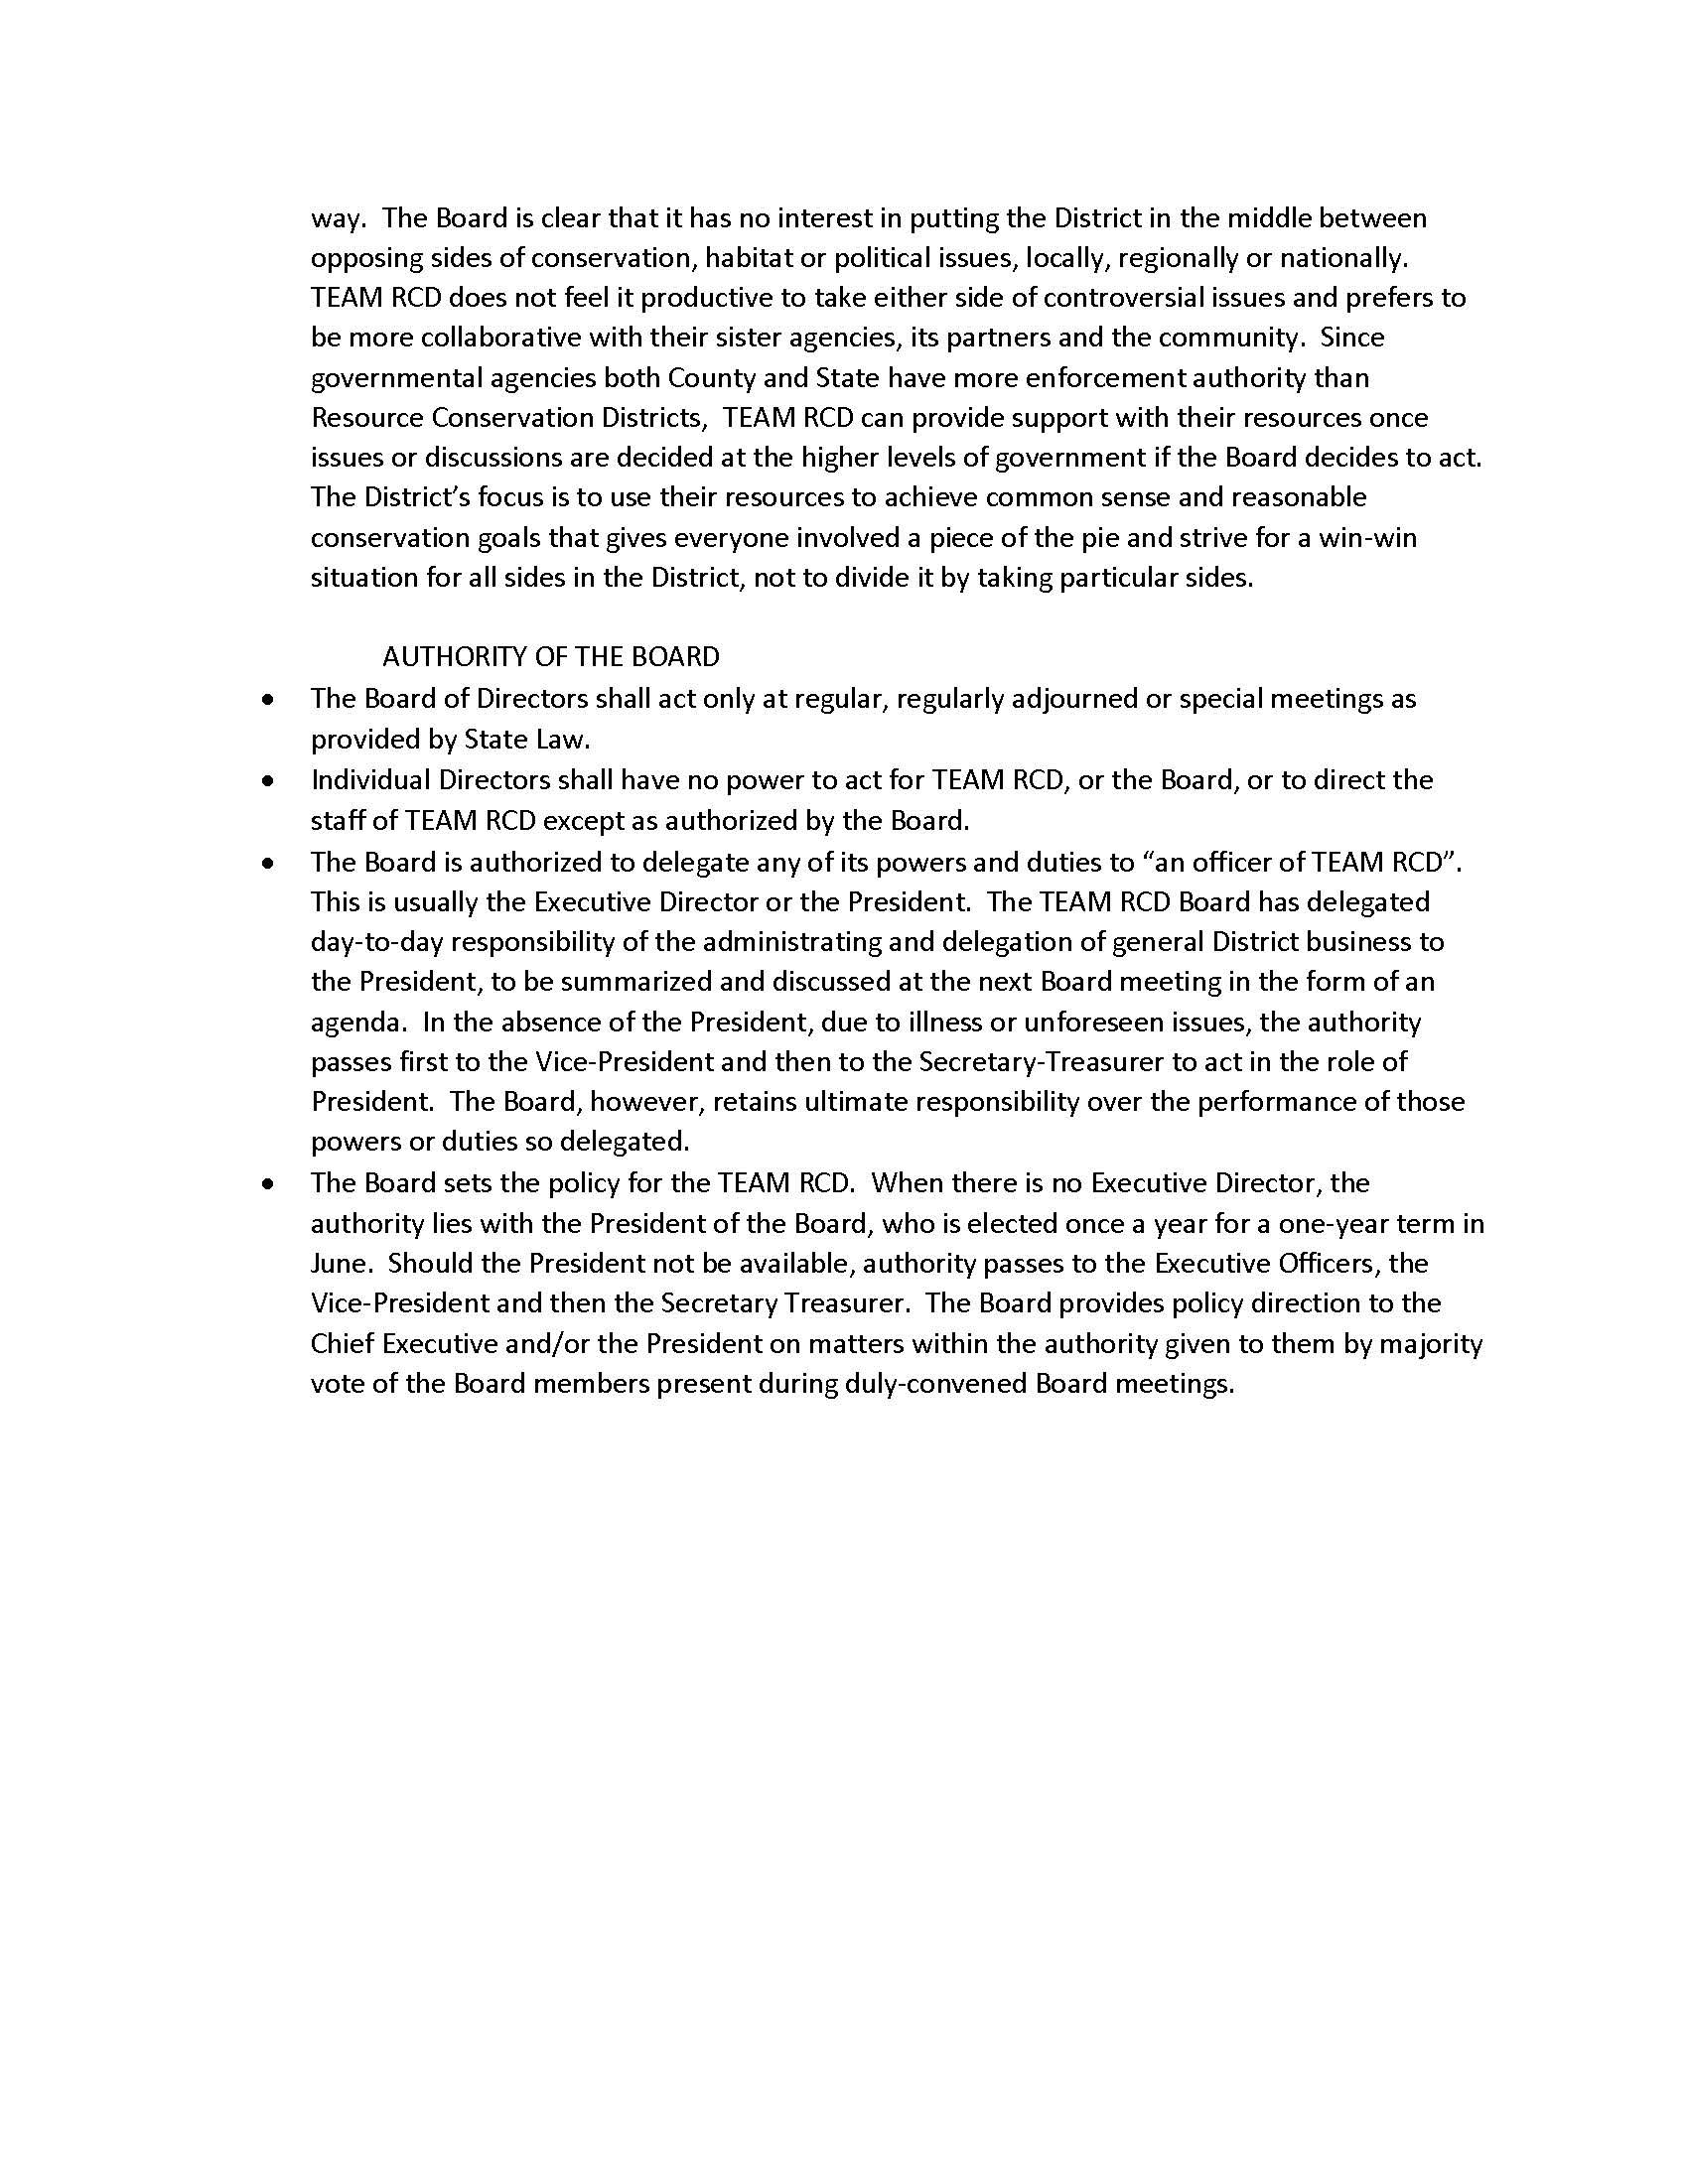 way.  The Board is clear that it has no interest in putting the District in the middle between
opposing sides of conservation, habitat or political issues, locally, regionally or nationally.
TEAM RCD does not feel it productive to take either side of controversial issues and prefers to
be more collaborative with their sister agencies, its partners and the community.  Since
governmental agencies both County and State have more enforcement authority than
Resource Conservation Districts,  TEAM RCD can provide support with their resources once
issues or discussions are decided at the higher levels of government if the Board decides to act.
The District’s focus is to use their resources to achieve common sense and reasonable
conservation goals that gives everyone involved a piece of the pie and strive for a win-win
situation for all sides in the District, not to divide it by taking particular sides.
AUTHORITY OF THE BOARD
• The Board of Directors shall act only at regular, regularly adjourned or special meetings as
provided by State Law.
• Individual Directors shall have no power to act for TEAM RCD, or the Board, or to direct the
staff of TEAM RCD except as authorized by the Board.
• The Board is authorized to delegate any of its powers and duties to “an officer of TEAM RCD”.
This is usually the Executive Director or the President.  The TEAM RCD Board has delegated
day-to-day responsibility of the administrating and delegation of general District business to
the President, to be summarized and discussed at the next Board meeting in the form of an
agenda.  In the absence of the President, due to illness or unforeseen issues, the authority
passes first to the Vice-President and then to the Secretary-Treasurer to act in the role of
President.  The Board, however, retains ultimate responsibility over the performance of those
powers or duties so delegated.
• The Board sets the policy for the TEAM RCD.  When there is no Executive Director, the
authority lies with the President of the Board, who is elected once a year for a one-year term in
June.  Should the President not be available, authority passes to the Executive Officers, the
Vice-President and then the Secretary Treasurer.  The Board provides policy direction to the
Chief Executive and/or the President on matters within the authority given to them by majority
vote of the Board members present during duly-convened Board meetings.